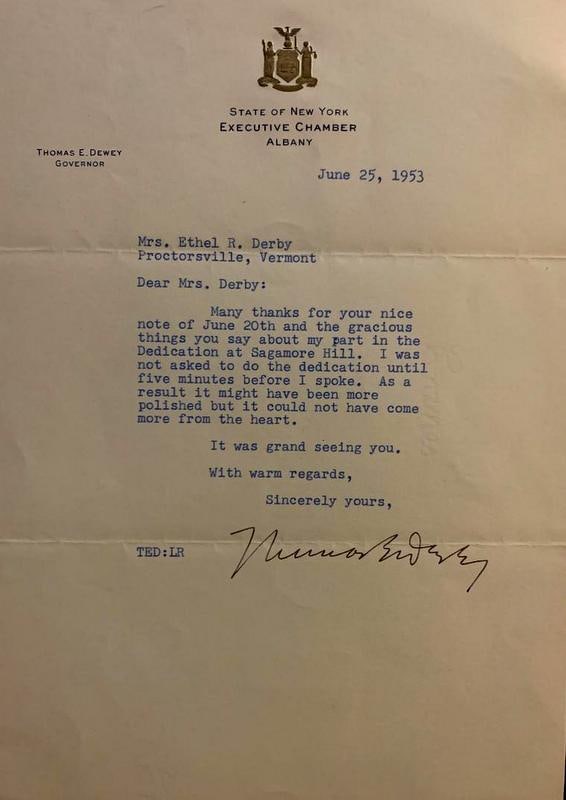 STATE OF NEW YORK
EXECUTIVE CHAMBER
ALBANY
THOMAS E. DEWEY
GOVERNOR
June 25, 1953
Mrs. Ethel R. Derby
Proctorsville, Vermont
Dear Mrs. Derby:
Many thanks for your nice
note of June 20th and the gracious
things you say about my part in the
Dedication at Sagamore Hill. I was
not asked to do the dedication until
five minutes before I spoke. As a
result it might have been more
polished but it could not have come
more from the heart.
It was grand seeing you.
With warm regards,
Sincerely yours,
TED:LR
Thomas E. Dewey